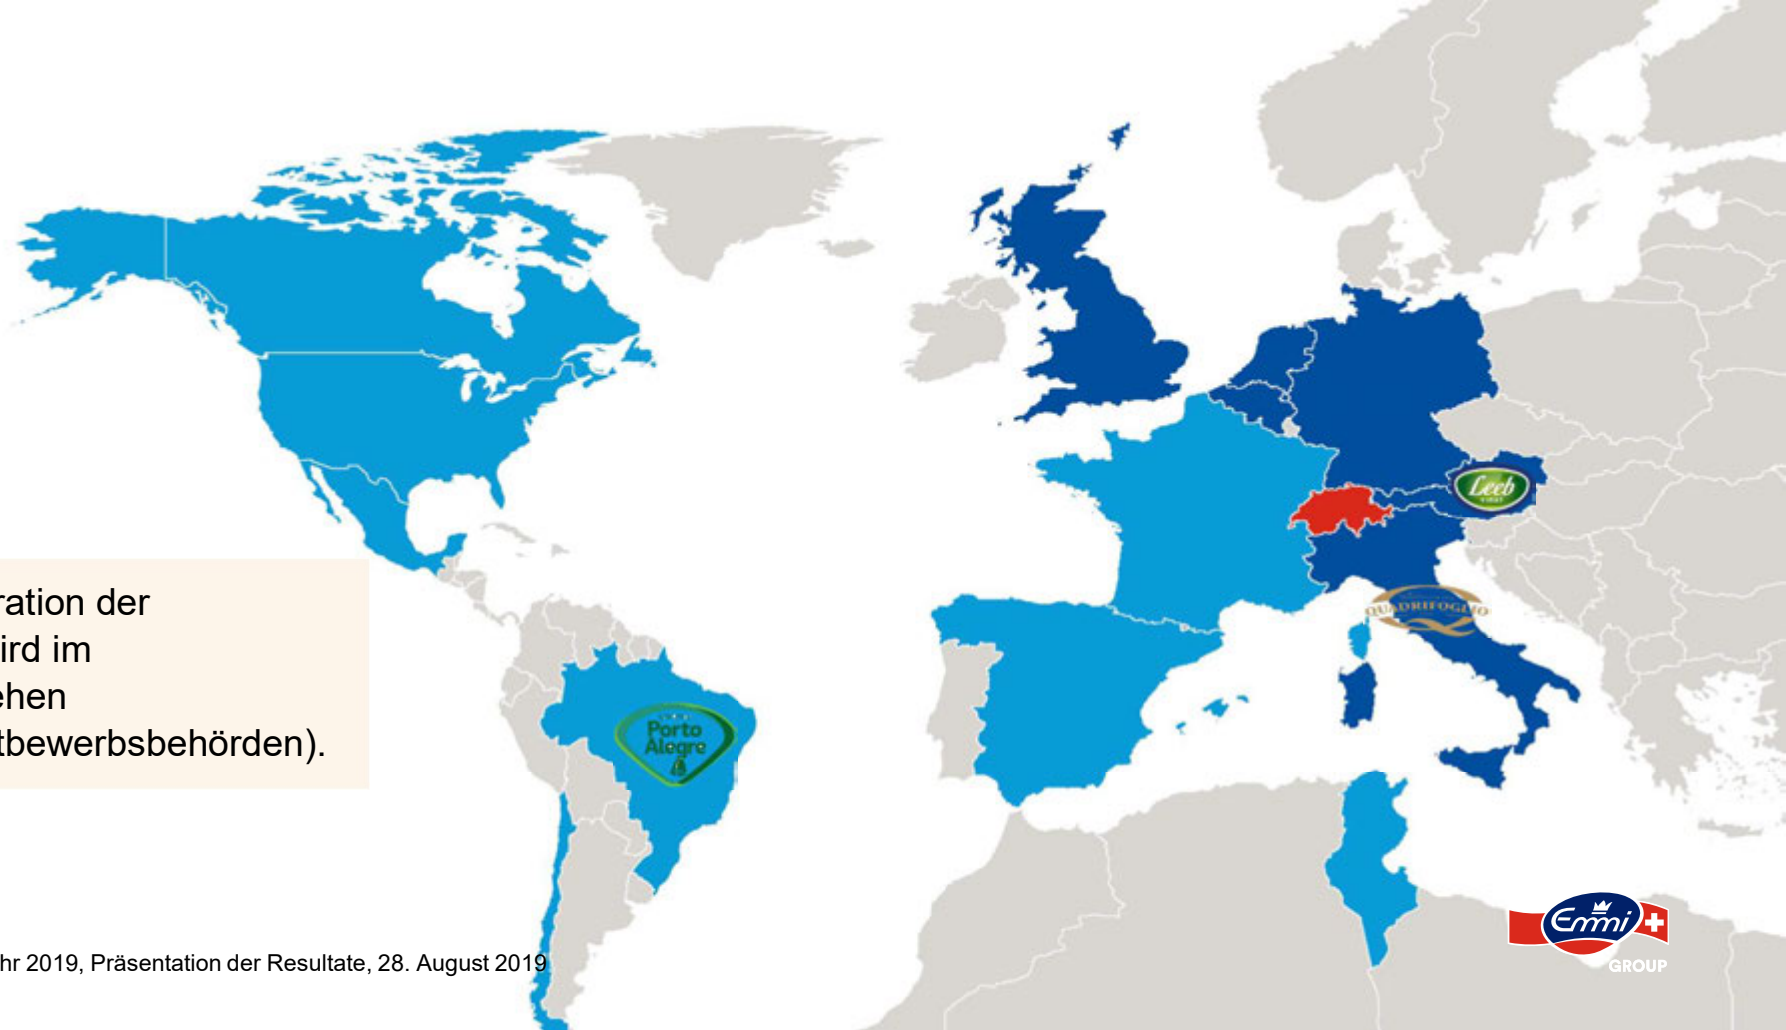 Leeb
QUADRIFOGLIO
ration der
ird im
ehen
tbewerbsbehörden).
Porto
Alegre
Emmi
GROUP
hr 2019, Präsentation der Resultate, 28. August 2019